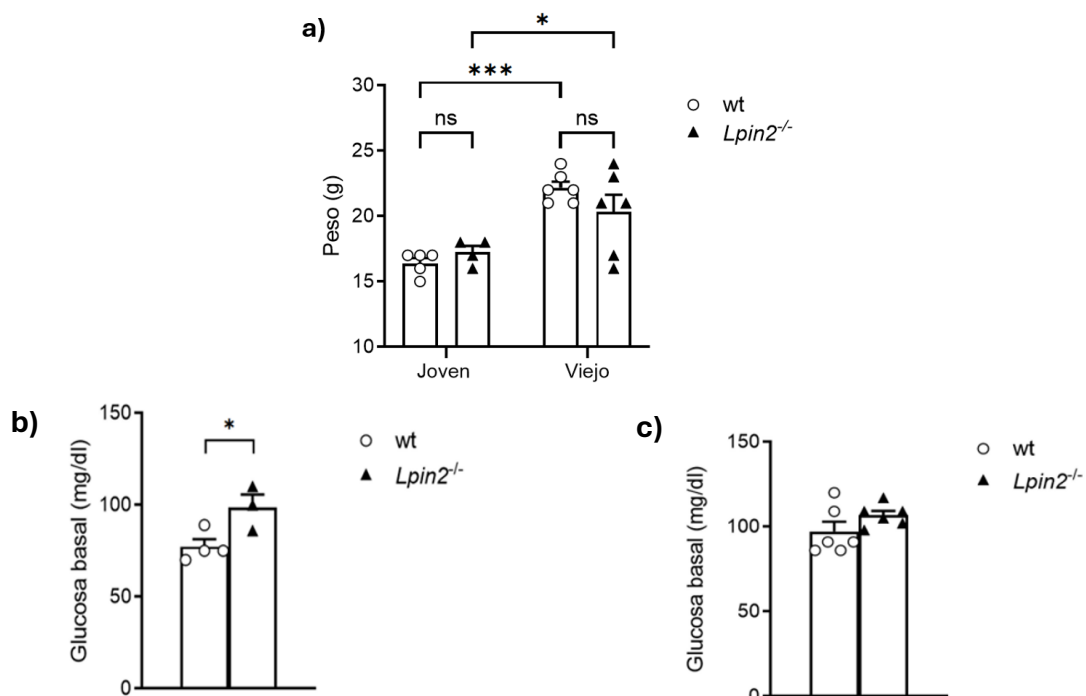 a)
*
***
ns
ns
30
25
20
15
10
Peso (g)
Joven
Viejo
wt
Lpin2-/-
b)
*
150
100
50
0
Glucosa basal (mg/dl)
wt
Lpin2-/-
c)
150
100
50
0
Glucosa basal (mg/dl)
wt
Lpin2-/-